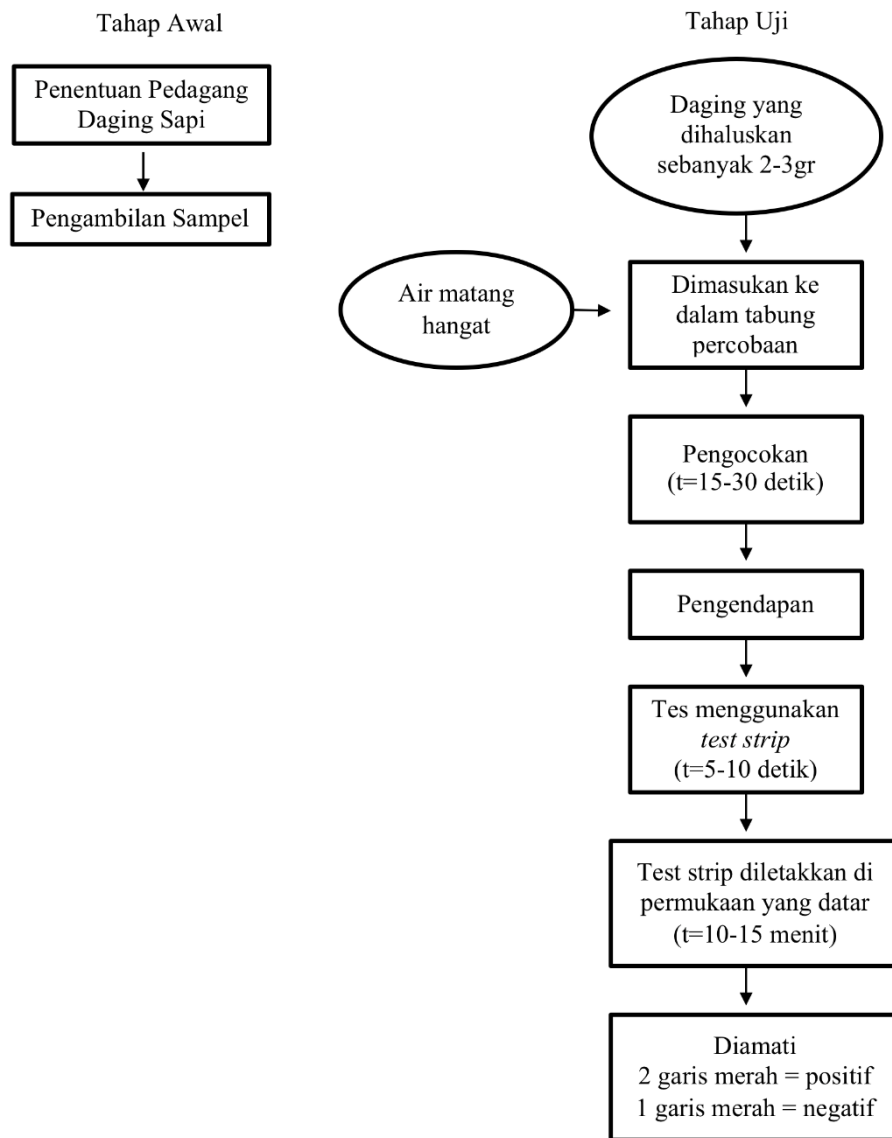 Tahap Awal
Penentuan Pedagang
Daging Sapi
Pengambilan Sampel
Tahap Uji
Daging yang
dihaluskan
sebanyak 2-3gr
Air matang
hangat
Dimasukan ke
dalam tabung
percobaan
Pengocokan
(t=15-30 detik)
Pengendapan
Tes menggunakan
test strip
(t=5-10 detik)
Test strip diletakkan di
permukaan yang datar
(t=10-15 menit)
Diamati
2 garis merah = positif
1 garis merah = negatif